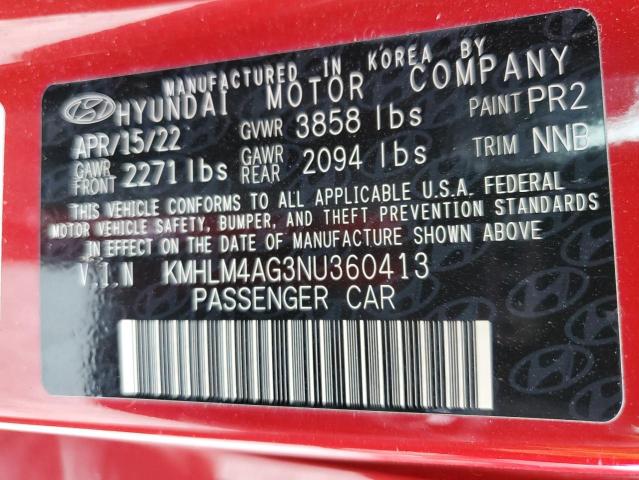 MANUFACTURED IN KOREA BY
HYUNDAI MOTOR COMPANY
APR/15/22 GVWR 3858 lbs PAINT PR2
GAWR FRONT 2271 lbs GAWR REAR 2094 lbs TRIM NNB
THIS VEHICLE CONFORMS TO ALL APPLICABLE U.S.A. FEDERAL
MOTOR VEHICLE SAFETY, BUMPER, AND THEFT PREVENTION STANDARDS
IN EFFECT ON THE DATE OF MANUFACTURE SHOWN ABOVE
V.I.N KMHLM4AG3NU360413
PASSENGER CAR